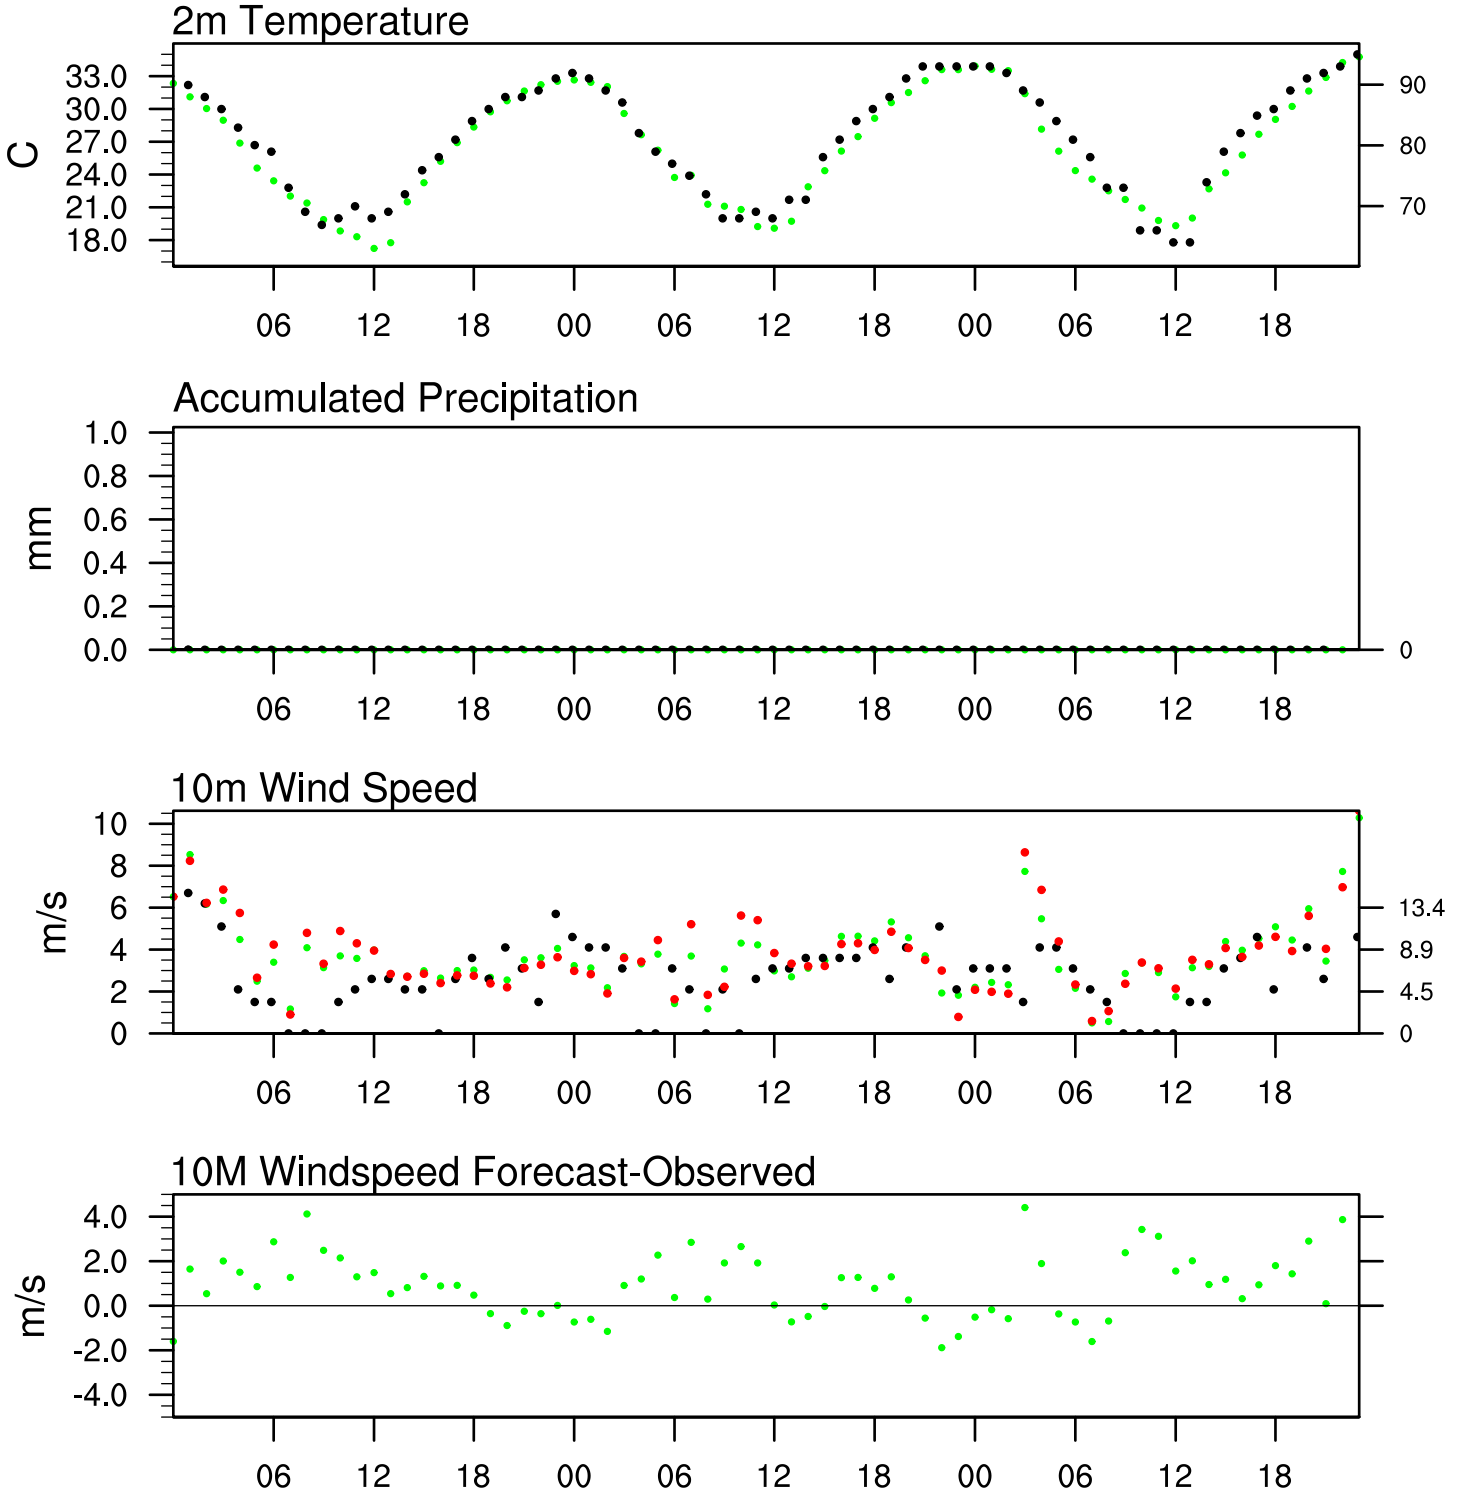 2m Temperature
33.0
30.0
27.0
24.0
21.0
18.0
C
90
80
70
06 12 18 00 06 12 18 00 06 12 18
Accumulated Precipitation
1.0
0.8
0.6
0.4
0.2
0.0
mm
0
06 12 18 00 06 12 18 00 06 12 18
10m Wind Speed
10
8
6
4
2
0
m/s
13.4
8.9
4.5
0
06 12 18 00 06 12 18 00 06 12 18
10M Windspeed Forecast-Observed
4.0
2.0
0.0
-2.0
-4.0
m/s
06 12 18 00 06 12 18 00 06 12 18